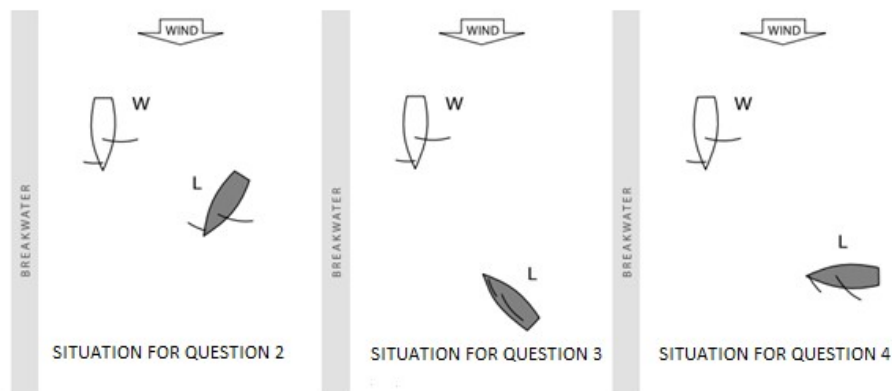 WIND
W
L
BREAKWATER
SITUATION FOR QUESTION 2
WIND
W
L
BREAKWATER
SITUATION FOR QUESTION 3
WIND
W
L
BREAKWATER
SITUATION FOR QUESTION 4